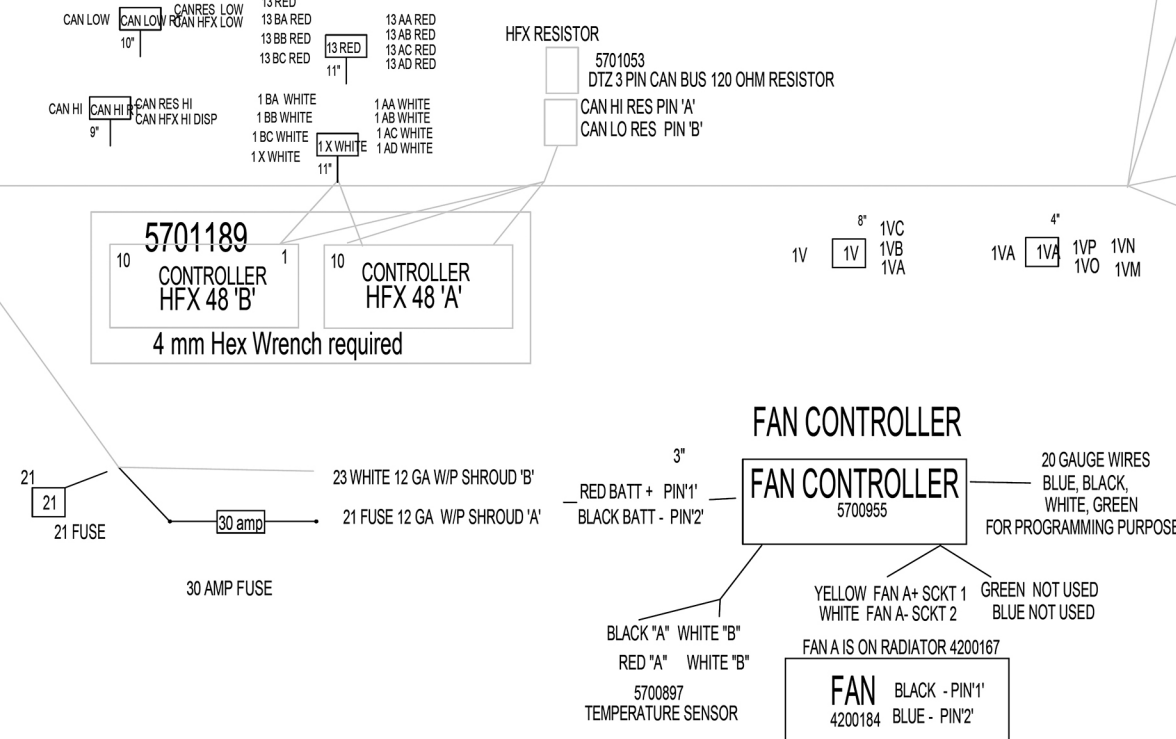 13 RED
CAN LOW
CAN LOW RT
CANRES LOW
CAN HFX LOW
10"
13 BA RED
13 BB RED
13 BC RED
13 RED
11"
13 AA RED
13 AB RED
13 AC RED
13 AD RED
HFX RESISTOR
5701053
DTZ 3 PIN CAN BUS 120 OHM RESISTOR
CAN HI RES PIN 'A'
CAN LO RES PIN 'B'
CAN HI
CAN HI RT
CAN RES HI
CAN HFX HI DISP
9"
1 BA WHITE
1 BB WHITE
1 BC WHITE
1 X WHITE
1 X WHITE
11"
1 AA WHITE
1 AB WHITE
1 AC WHITE
1 AD WHITE
5701189
10
1
CONTROLLER
HFX 48 'B'
10
CONTROLLER
HFX 48 'A'
4 mm Hex Wrench required
8"
1V
1V
1VC
1VB
1VA
4"
1VA
1VA
1VP
1VN
1VO
1VM
21
21
21 FUSE
30 amp
30 AMP FUSE
23 WHITE 12 GA W/P SHROUD 'B'
21 FUSE 12 GA W/P SHROUD 'A'
FAN CONTROLLER
3"
RED BATT + PIN'1'
BLACK BATT - PIN'2'
FAN CONTROLLER
5700955
20 GAUGE WIRES
BLUE, BLACK,
WHITE, GREEN
FOR PROGRAMMING PURPOSE
YELLOW FAN A+ SCKT 1
WHITE FAN A- SCKT 2
GREEN NOT USED
BLUE NOT USED
BLACK "A" WHITE "B"
RED "A" WHITE "B"
5700897
TEMPERATURE SENSOR
FAN A IS ON RADIATOR 4200167
FAN
4200184
BLACK - PIN'1'
BLUE - PIN'2'